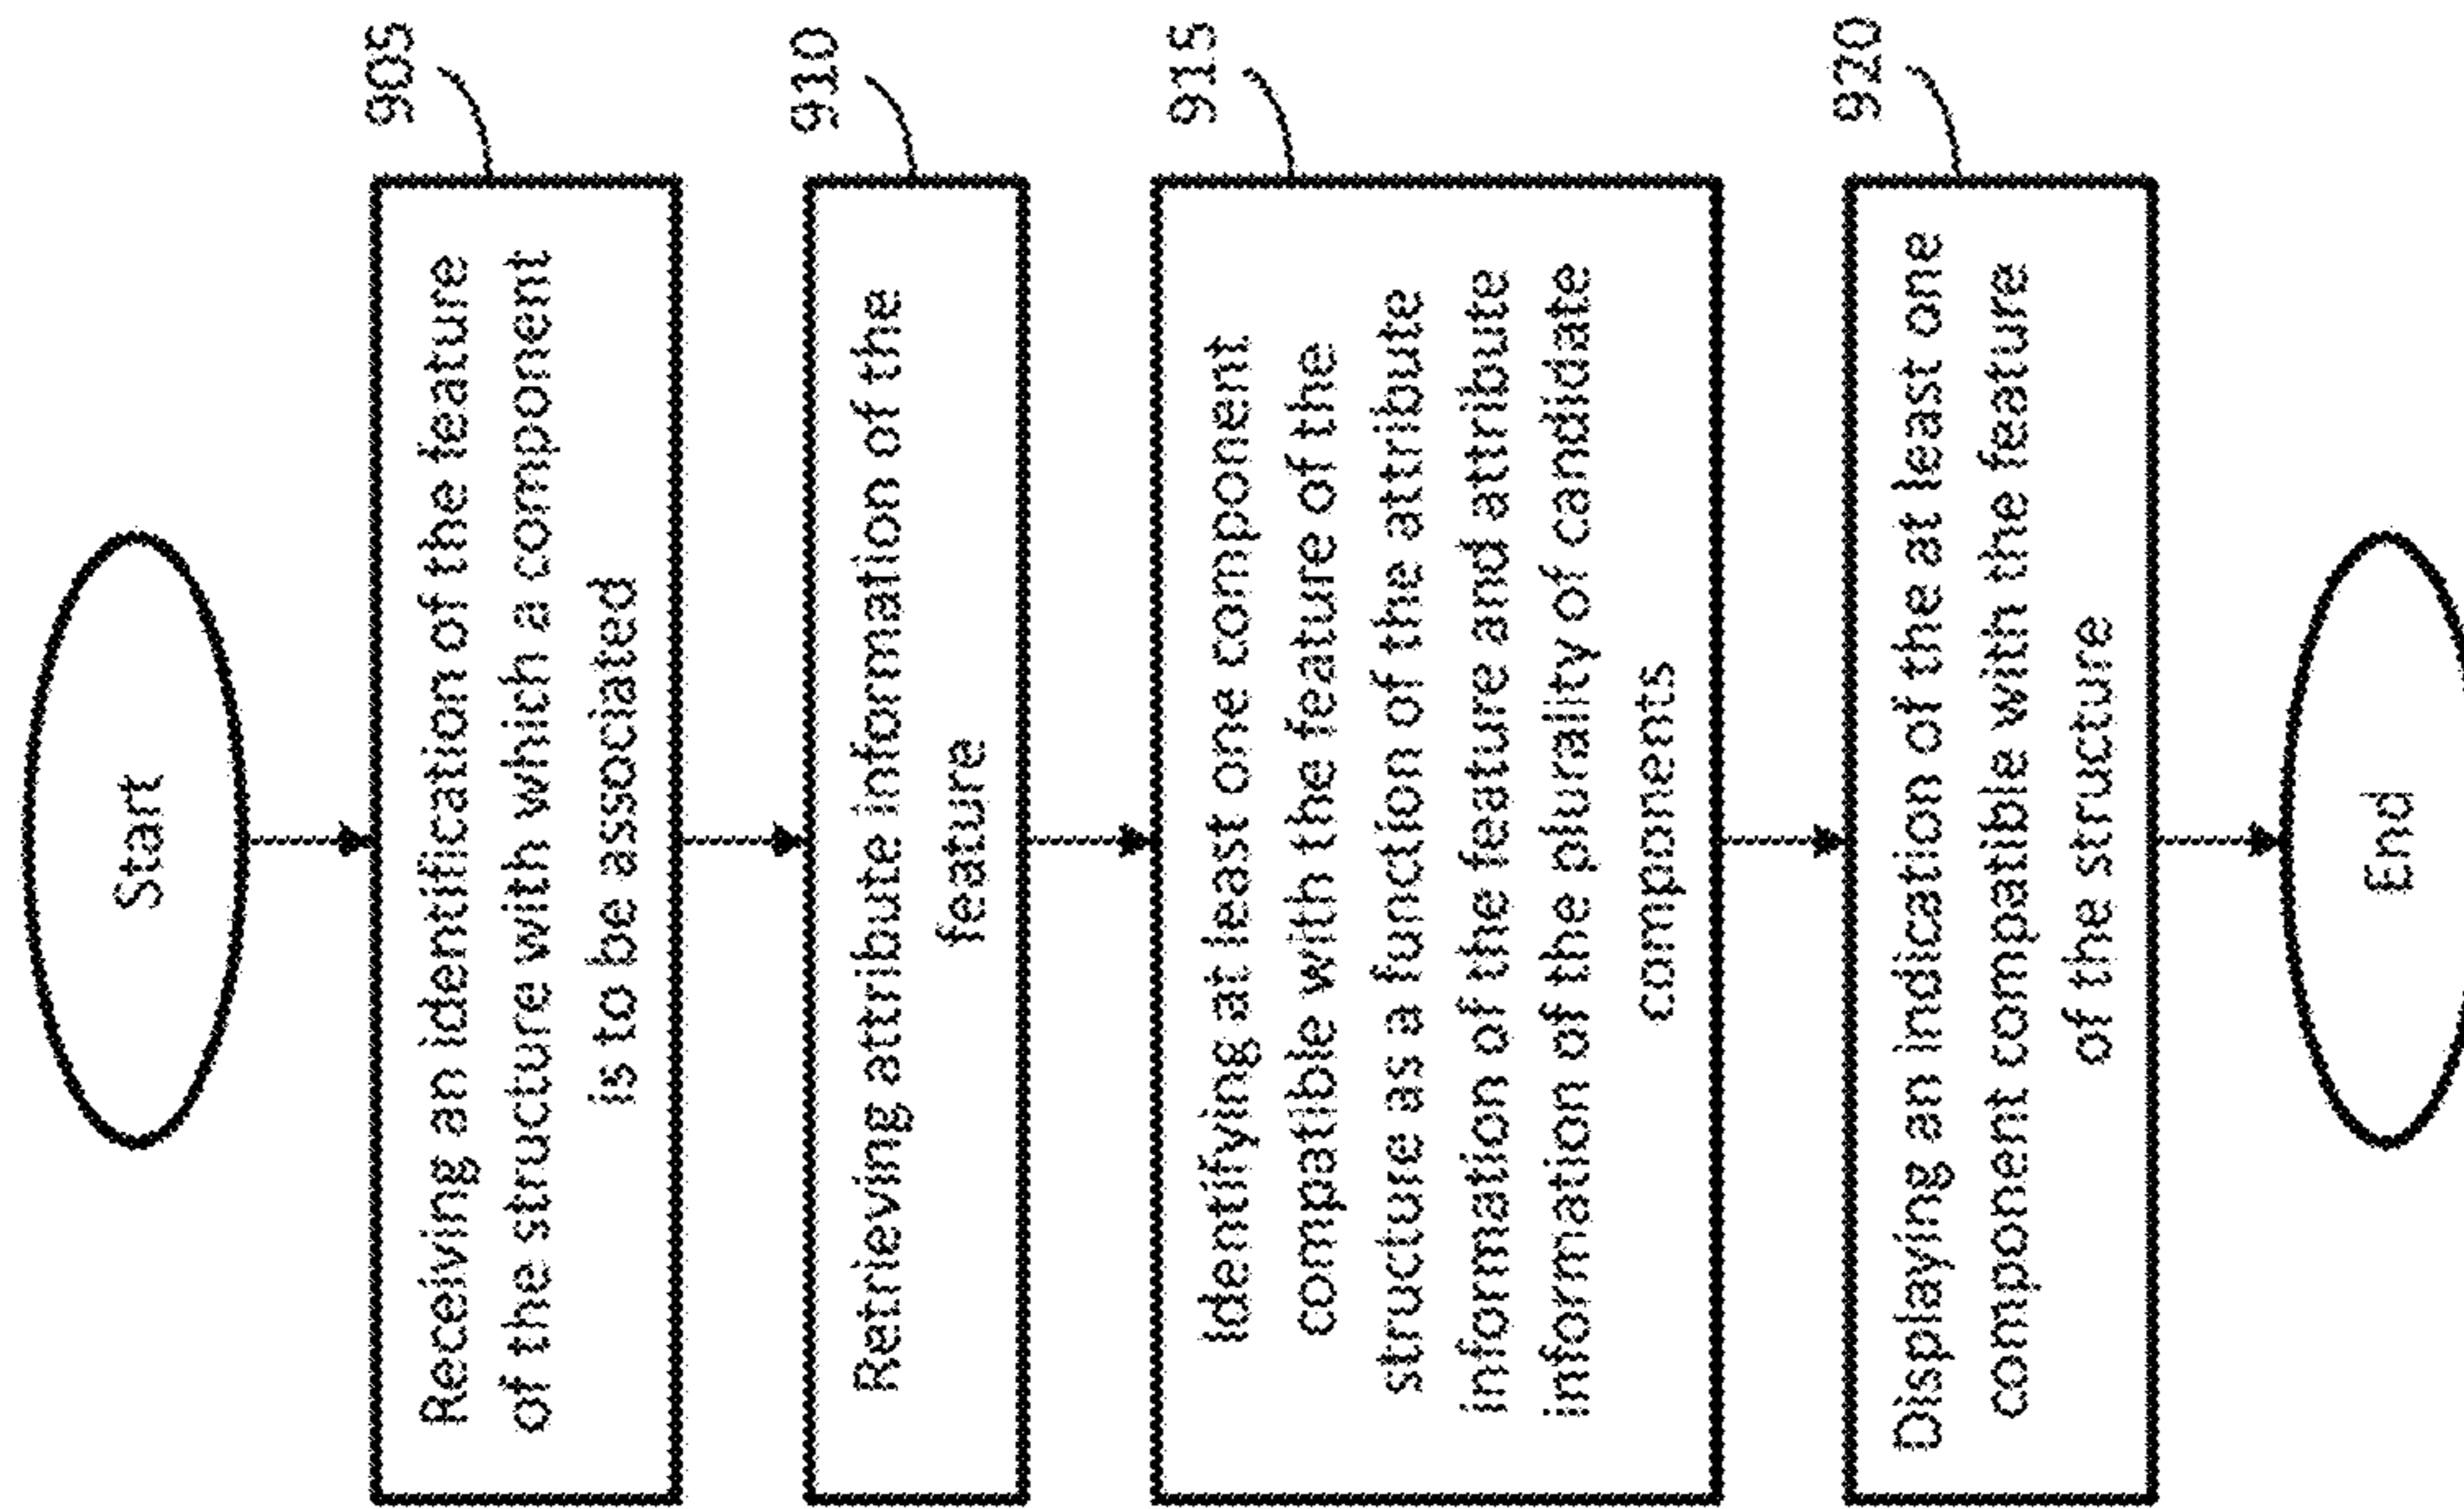 Start
905
Receiving an identification of the feature
of the structure with which a component
is to be associated
910
Retrieving attribute information of the
feature
915
Identifying at least one component
compatible with the feature of the
structure as a function of the attribute
information of the feature and attribute
information of the plurality of candidate
components
920
Displaying an indication of the at least one
component compatible with the feature
of the structure
End